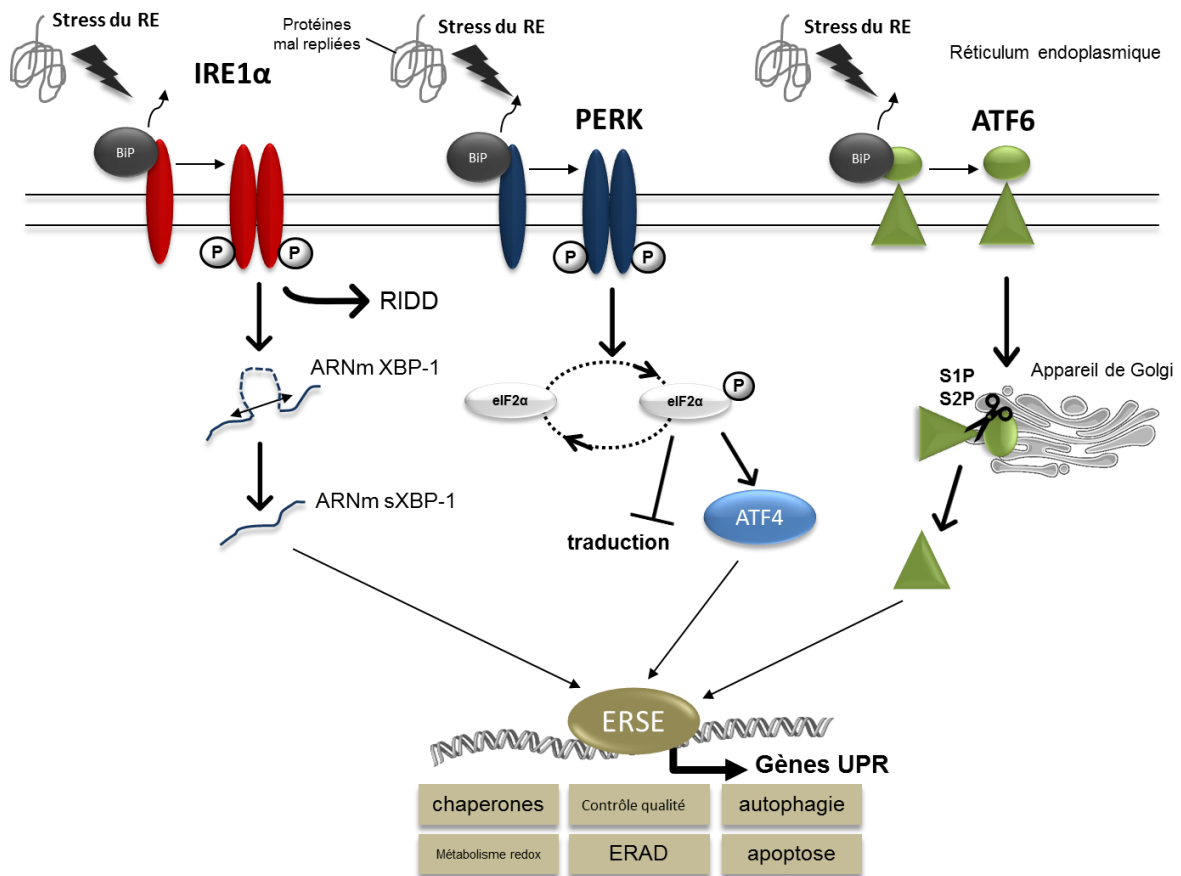 Stress du RE
Protéines
mal repliées
Stress du RE
Stress du RE
Réticulum endoplasmique
IRE1α
PERK
ATF6
BiP
BiP
BiP
P
P
P
P
RIDD
ARNm XBP-1
eIF2α
eIF2α
P
S1P
S2P
Appareil de Golgi
ARNm sXBP-1
ATF4
traduction
ERSE
Gènes UPR
chaperones
Contrôle qualité
autophagie
Métabolisme redox
ERAD
apoptose